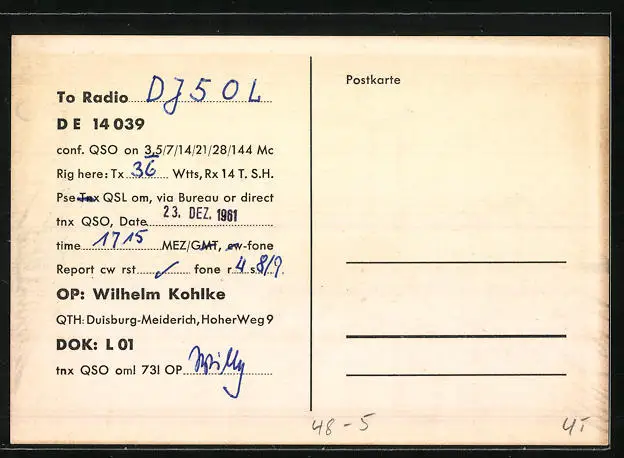 To Radio DJ5OL
DE 14039
conf. QSO on 3,5/7/14/21/28/144 Mc
Rig here: Tx 36 Wtts, Rx 14 T. S.H.
Pse Tnx QSL om, via Bureau or direct
tnx QSO, Date 23. DEZ. 1961
time 1715 MEZ/GMT, cw-fone
Report cw rst ✓ fone r 4 s 8/9.
OP: Wilhelm Kohlke
QTH: Duisburg-Meiderich, Hoher Weg 9
DOK: L 01
tnx QSO om! 73! OP Willy
Postkarte
48-5